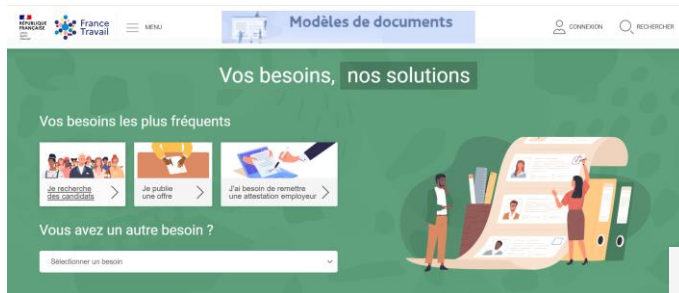 RÉPUBLIQUE
FRANÇAISE
France
Travail
MENU
Modèles de documents
CONNEXION
RECHERCHER
Vos besoins, nos solutions
Vos besoins les plus fréquents
Je recherche
des candidats
Je publie
une offre
J'ai besoin de remettre
une attestation employeur
Vous avez un autre besoin ?
Sélectionner un besoin